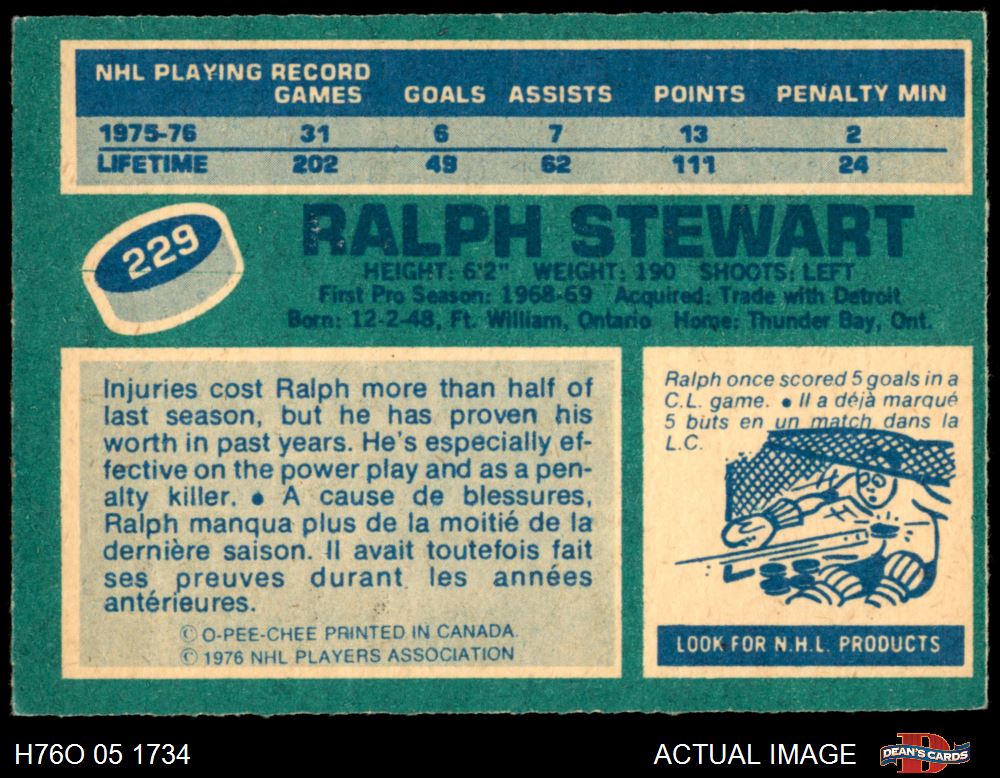 NHL PLAYING RECORD
GAMES GOALS ASSISTS POINTS PENALTY MIN
1975-76 31 6 7 13 2
LIFETIME 202 49 62 111 24
229
RALPH STEWART
HEIGHT: 6'2" WEIGHT: 190 SHOOTS: LEFT
First Pro Season: 1968-69 Acquired: Trade with Detroit
Born: 12-2-48, Ft. William, Ontario Home: Thunder Bay, Ont.
Injuries cost Ralph more than half of
last season, but he has proven his
worth in past years. He's especially ef-
fective on the power play and as a pen-
alty killer. • A cause de blessures,
Ralph manqua plus de la moitié de la
dernière saison. Il avait toutefois fait
ses preuves durant les années
antérieures.
© O-PEE-CHEE PRINTED IN CANADA.
© 1976 NHL PLAYERS ASSOCIATION
Ralph once scored 5 goals in a
C.L. game. • Il a déjà marqué
5 buts en un match dans la
L.C.
LOOK FOR N.H.L. PRODUCTS
H76O 05 1734
ACTUAL IMAGE
DEAN'S CARDS